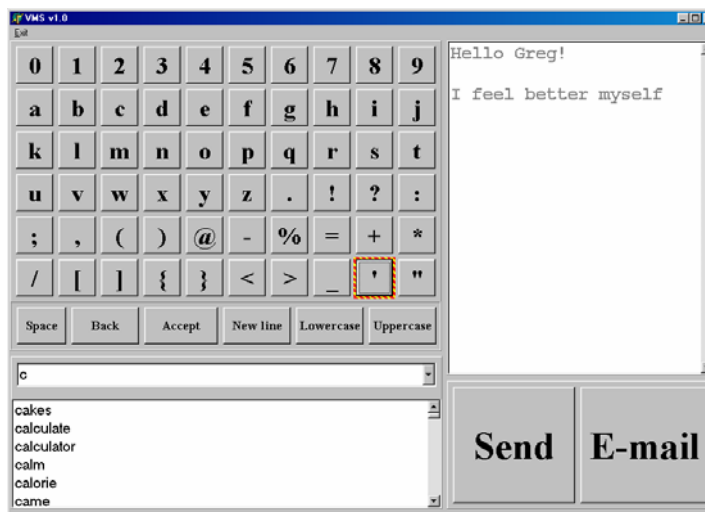 VMS v1.0
Exit
0 1 2 3 4 5 6 7 8 9
a b c d e f g h i j
k l m n o p q r s t
u v w x y z . ! ? :
; , ( ) @ - % = + *
/ [ ] { } < > _ ' "
Space Back Accept New line Lowercase Uppercase
c
cakes
calculate
calculator
calm
calorie
came
Hello Greg!
I feel better myself
Send E-mail